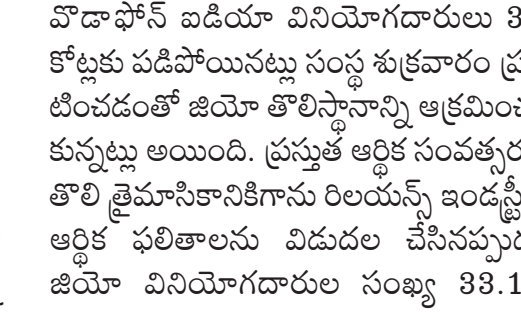 వొడాఫోన్ ఐడియా వినియోగదారులు 3
కోట్లకు పడిపోయినట్లు సంస్థ శుక్రవారం ప్ర
టించడంతో జియో తొలిస్థానాన్ని ఆక్రమించ
కున్నట్లు అయింది. ప్రస్తుత ఆర్థిక సంవత్సర
తొలి త్రైమాసికానికిగాను రిలయన్స్ ఇండస్ట్రీ
ఆర్థిక ఫలితాలను విడుదల చేసినప్పుడ
జియో వినియోగదారుల సంఖ్య 33.1